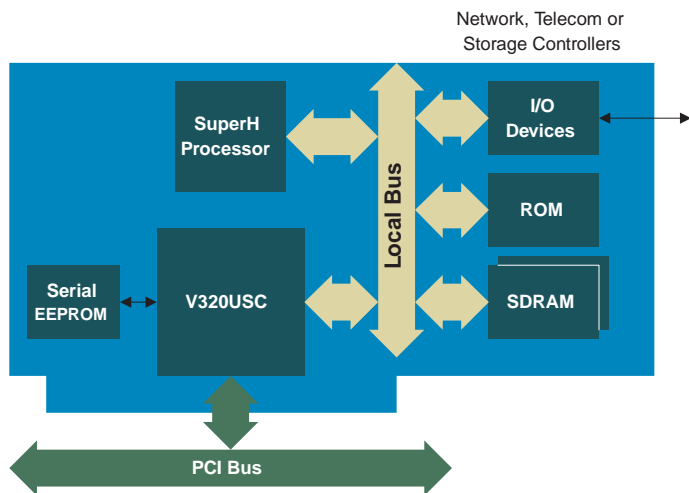 Network, Telecom or
Storage Controllers
SuperH
Processor
I/O
Devices
Local Bus
ROM
Serial
EEPROM
V320USC
SDRAM
PCI Bus